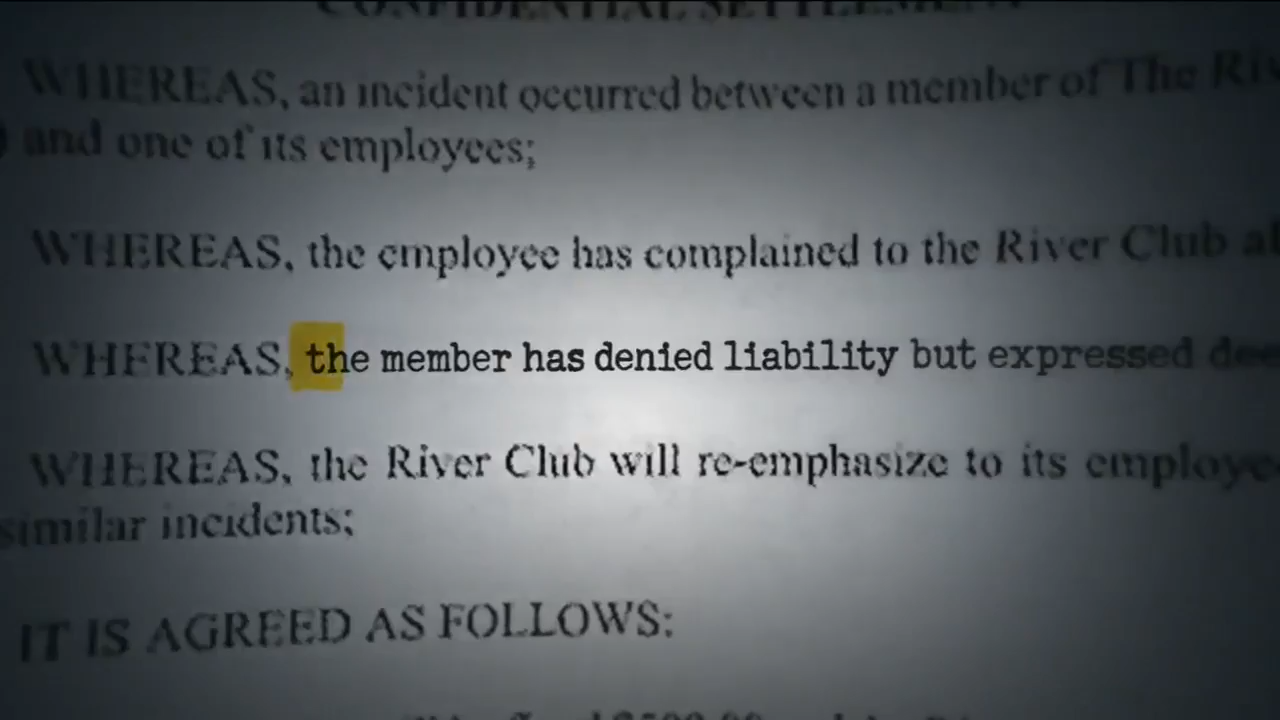 CONFIDENTIAL SETTLEMENT
WHEREAS, an incident occurred between a member of The
and one of its employees;
WHEREAS, the employee has complained to the River Club
WHEREAS, the member has denied liability but expressed
WHEREAS, the River Club will re-emphasize to its
similar incidents;
IT IS AGREED AS FOLLOWS: